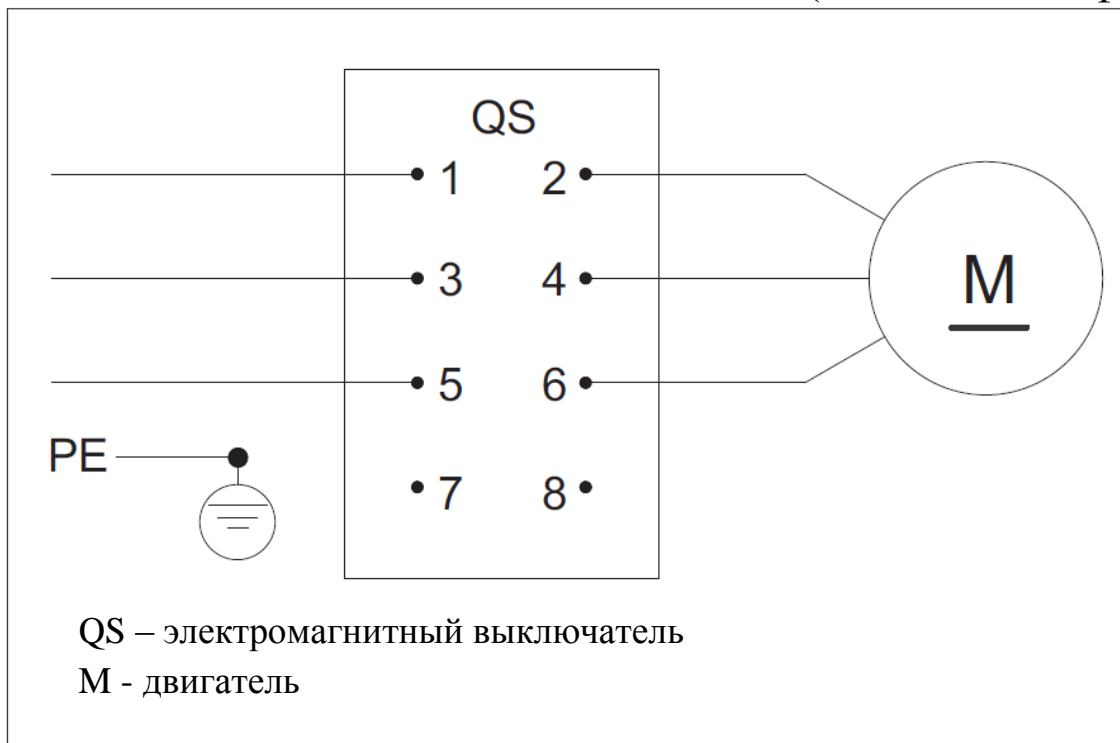 QS
1 2
3 4
M
5 6
PE
7 8
QS – электромагнитный выключатель
М - двигатель